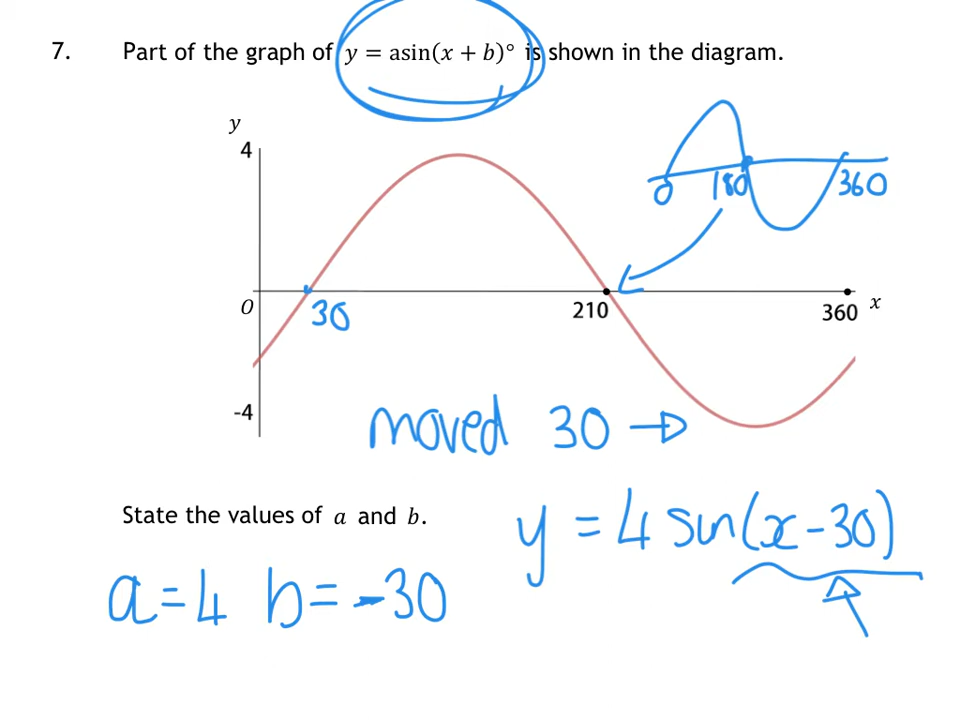 7. Part of the graph of y = asin(x + b)° is shown in the diagram.
y
4
0 180 360
0 30 210 360 x
-4
moved 30 →
State the values of a and b.
y = 4 sin(x-30)
a=4 b=-30